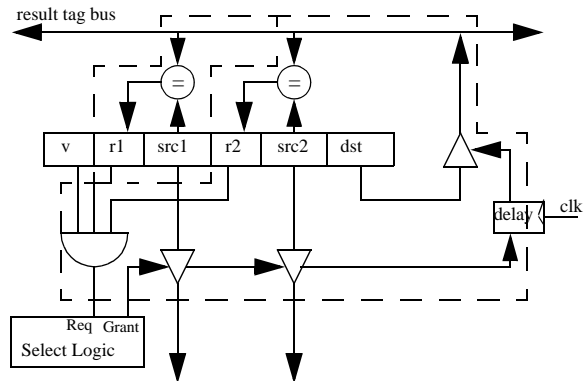 result tag bus
= =
v r1 src1 r2 src2 dst
delay clk
Req Grant
Select Logic